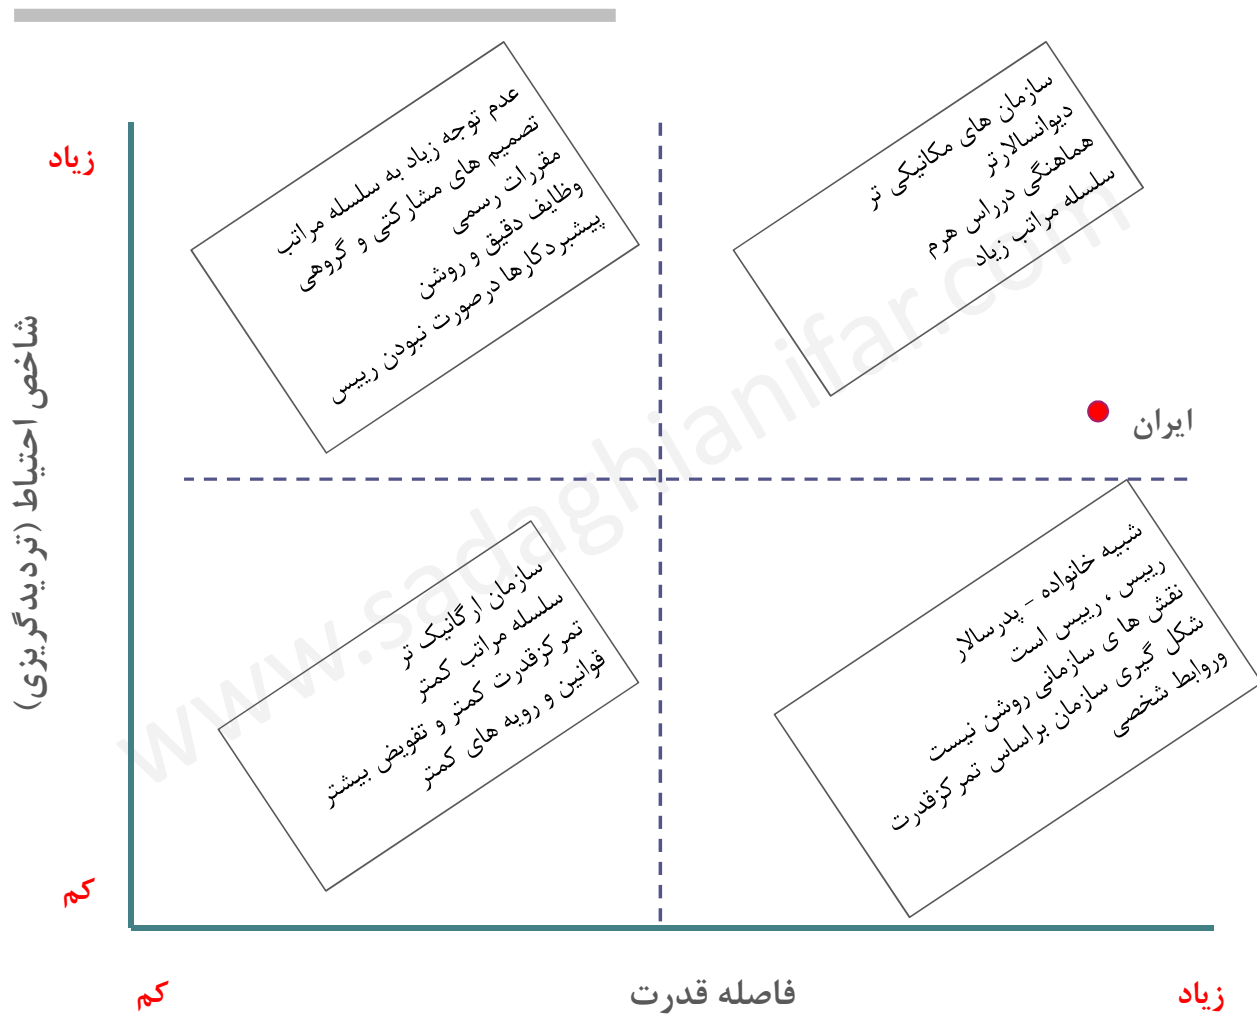 عدم توجه زیاد به سلسله مراتب
تصمیم های مشارکتی و گروهی
مقررات رسمی
وظایف دقیق و روشن
پیشبردکارها درصورت نبودن رییس
سازمان های مکانیکی تر
دیوانسالارتر
هماهنگی درراس هرم
سلسله مراتب زیاد
زیاد
ایران
شاخص احتیاط (تردیدگریزی)
سازمان ارگانیک تر
سلسله مراتب کمتر
تمرکزقدرت کمتر و تفویض بیشتر
قوانین و رویه های کمتر
شبیه خانواده - پدرسالار
رییس ، رییس است
نقش ها ی سازمانی روشن نیست
شکل گیری سازمان براساس تمرکزقدرت
وروابط شخصی
کم
کم
فاصله قدرت
زیاد
www.sadaghianifar.com